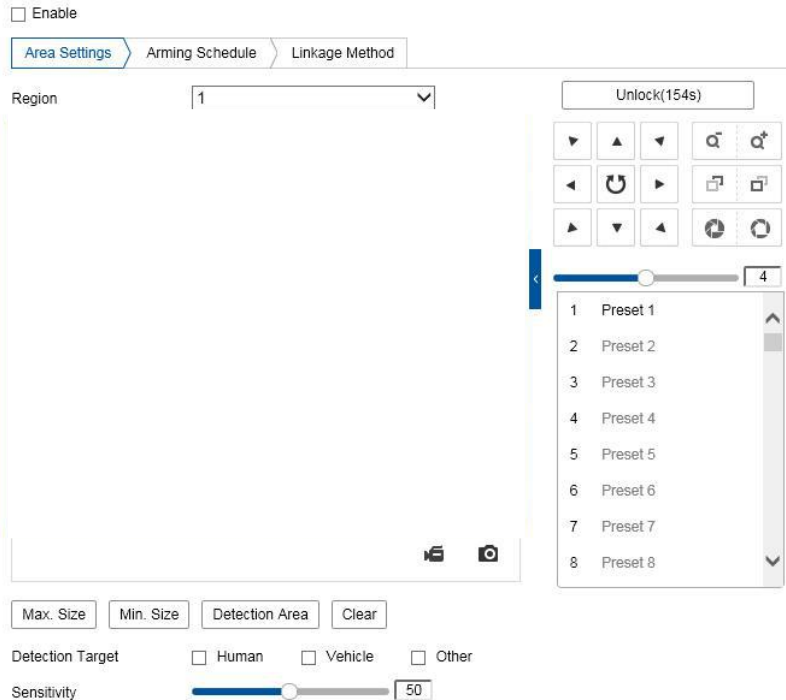 Enable
Area Settings Arming Schedule Linkage Method
Region 1 Unlock(154s)
4
1 Preset 1
2 Preset 2
3 Preset 3
4 Preset 4
5 Preset 5
6 Preset 6
7 Preset 7
8 Preset 8
Max. Size Min. Size Detection Area Clear
Detection Target Human Vehicle Other
Sensitivity 50